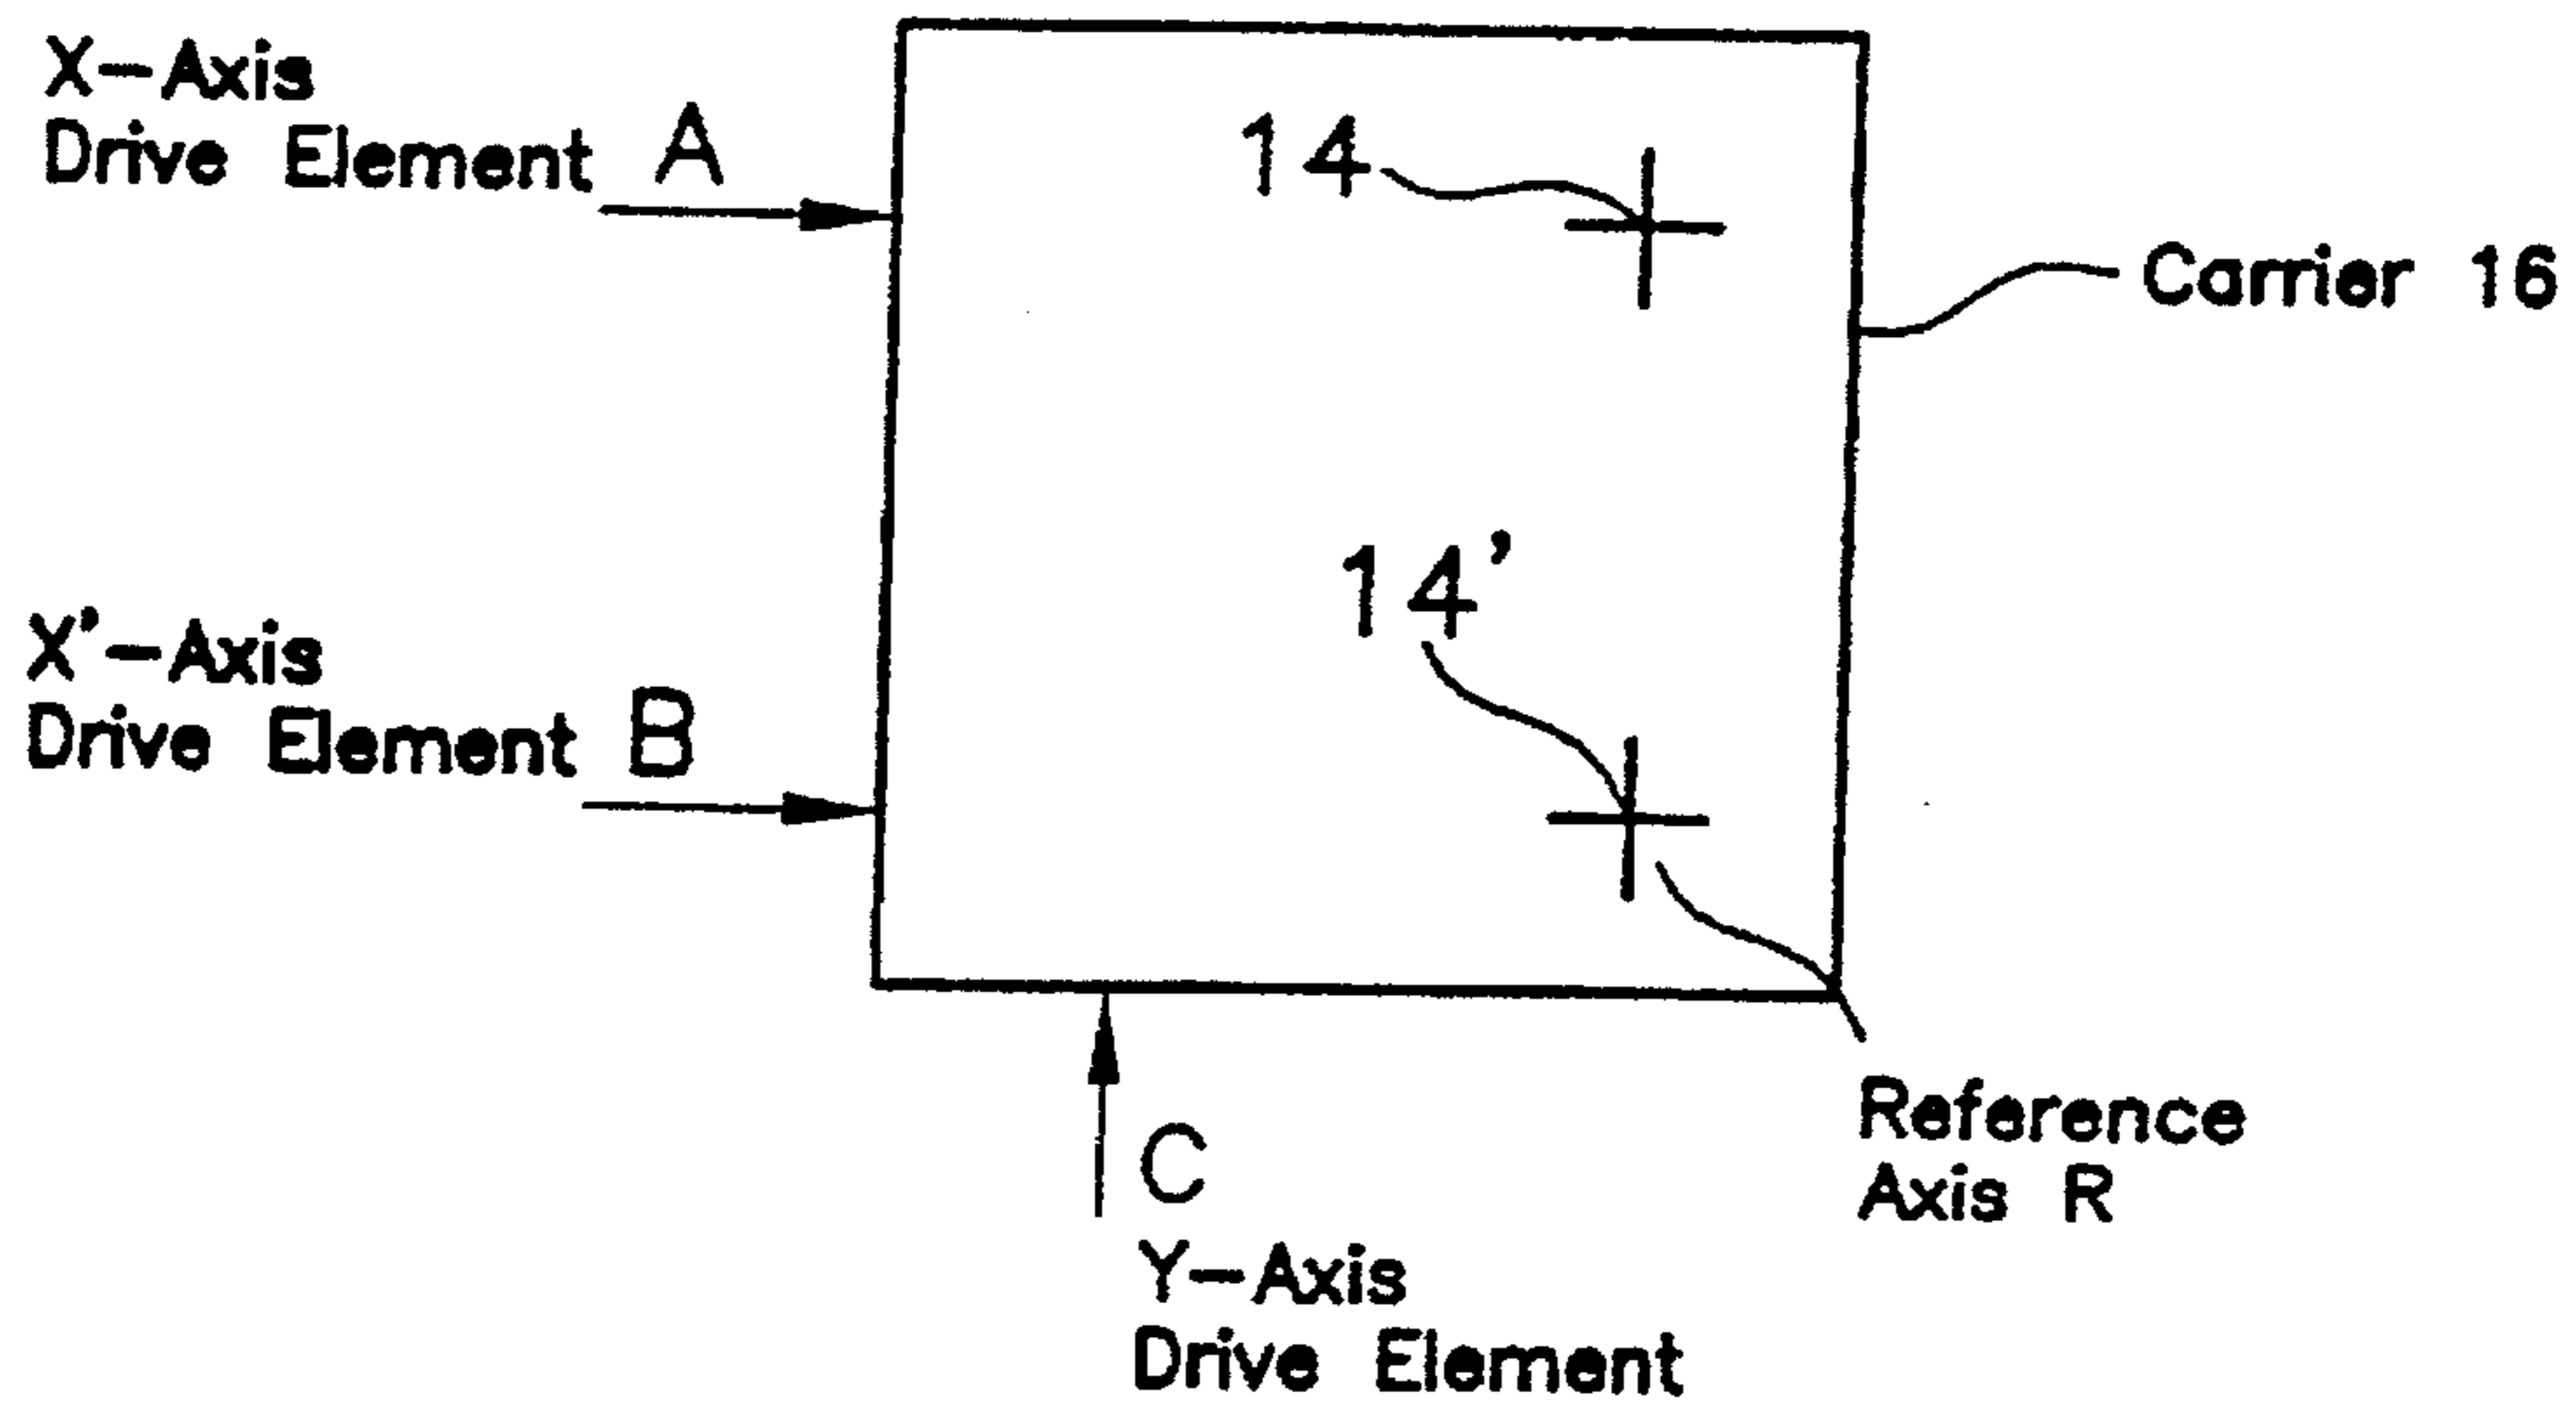 X-Axis
Drive Element A
14
Carrier 16
14'
X'-Axis
Drive Element B
C
Y-Axis
Drive Element
Reference
Axis R